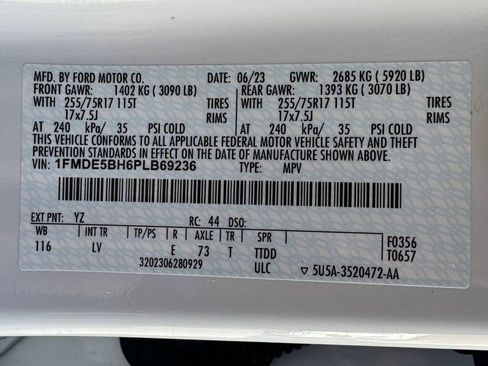 MFD. BY FORD MOTOR CO. DATE: 06/23 GVWR: 2685 KG ( 5920 LB)
FRONT GAWR: 1402 KG ( 3090 LB) REAR GAWR: 1393 KG ( 3070 LB)
WITH 255/75R17 115T TIRES WITH 255/75R17 115T TIRES
17x7.5J RIMS 17x7.5J RIMS
AT 240 kPa/ 35 PSI COLD AT 240 kPa/ 35 PSI COLD
THIS VEHICLE CONFORMS TO ALL APPLICABLE FEDERAL MOTOR VEHICLE SAFETY AND THEFT
PREVENTION STANDARDS IN EFFECT ON THE DATE OF MANUFACTURE SHOWN ABOVE.
VIN: 1FMDE5BH6PLB69236 TYPE: MPV
EXT PNT: YZ RC: 44 DSO:
WB INT TR R AXLE TR SPR F0356
116 LV E 73 T TTDD T0657
3202306280929 ULC ▽ 5U5A-3520472-AA